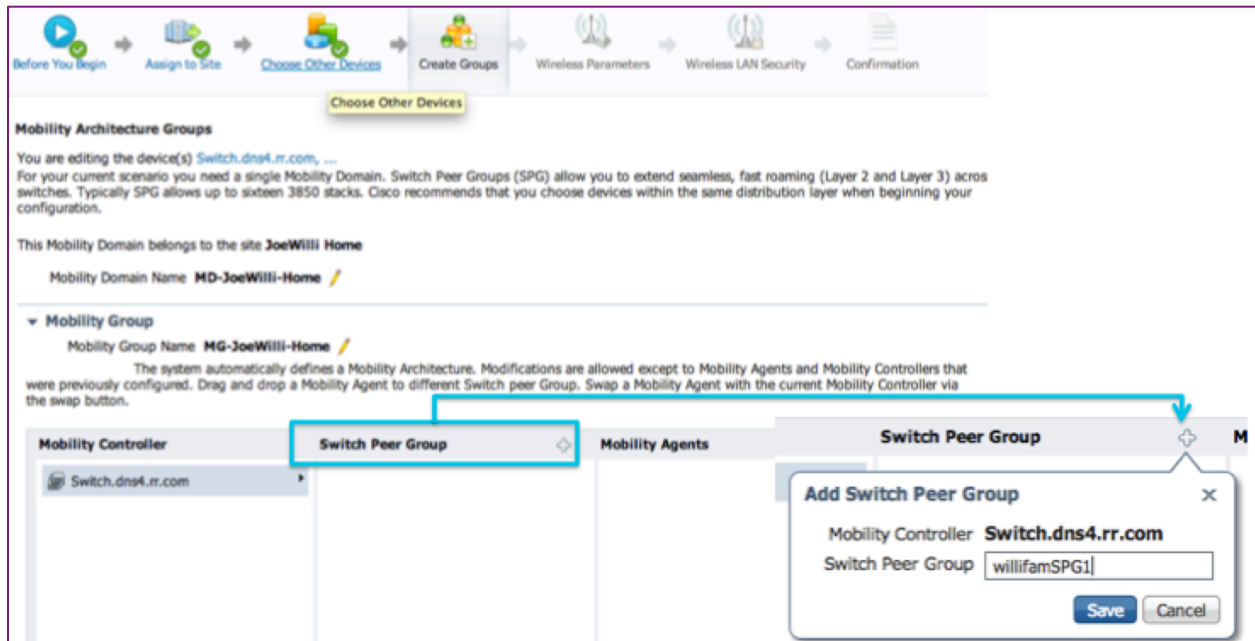 Before You Begin
Assign to Site
Choose Other Devices
Create Groups
Wireless Parameters
Wireless LAN Security
Confirmation
Choose Other Devices
Mobility Architecture Groups
You are editing the device(s) Switch.dns4.rr.com, ...
For your current scenario you need a single Mobility Domain. Switch Peer Groups (SPG) allow you to extend seamless, fast roaming (Layer 2 and Layer 3) acros
switches. Typically SPG allows up to sixteen 3850 stacks. Cisco recommends that you choose devices within the same distribution layer when beginning your
configuration.
This Mobility Domain belongs to the site JoeWilli Home
Mobility Domain Name MD-JoeWilli-Home
Mobility Group
Mobility Group Name MG-JoeWilli-Home
The system automatically defines a Mobility Architecture. Modifications are allowed except to Mobility Agents and Mobility Controllers that
were previously configured. Drag and drop a Mobility Agent to different Switch peer Group. Swap a Mobility Agent with the current Mobility Controller via
the swap button.
Mobility Controller
Switch Peer Group
Mobility Agents
Switch Peer Group
M
Switch.dns4.rr.com
Add Switch Peer Group
Mobility Controller Switch.dns4.rr.com
Switch Peer Group willifamSPG1
Save
Cancel